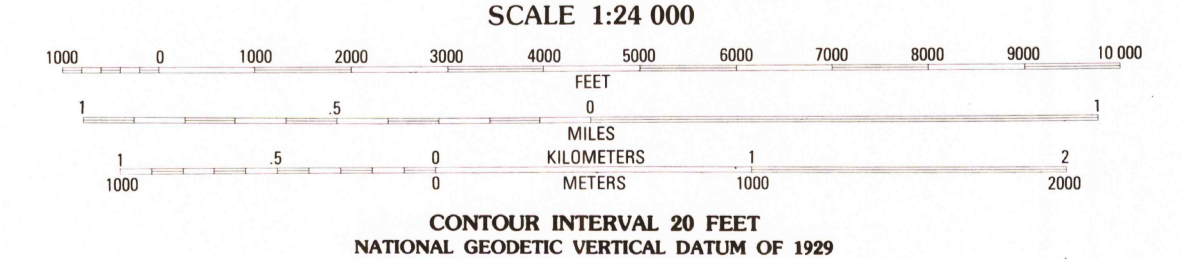 SCALE 1:24 000
1000 0 1000 2000 3000 4000 5000 6000 7000 8000 9000 10 000
FEET
1 .5 0 1
MILES
1 .5 0 KILOMETERS 1 2
1000 0 METERS 1000 2000
CONTOUR INTERVAL 20 FEET
NATIONAL GEODETIC VERTICAL DATUM OF 1929